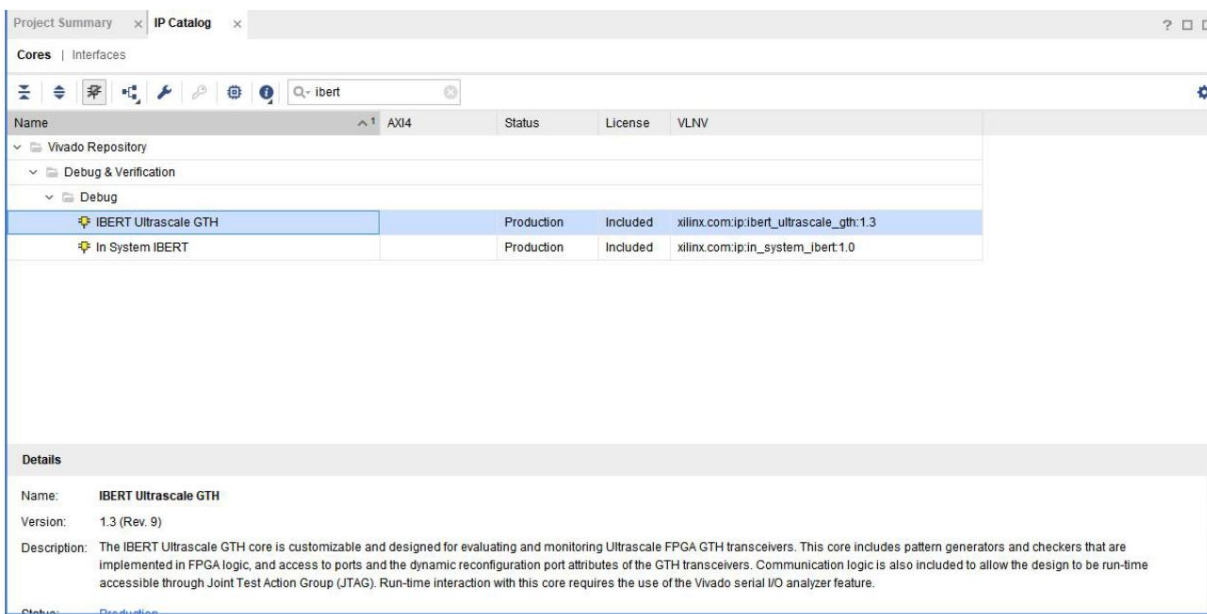 Project Summary × IP Catalog ×
Cores | Interfaces
ibert
Name 1 AXI4 Status License VLNV
Vivado Repository
Debug & Verification
Debug
IBERT Ultrascale GTH Production Included xilinx.com:ip:ibert_ultrascale_gth:1.3
In System IBERT Production Included xilinx.com:ip:in_system_ibert:1.0
Details
Name: IBERT Ultrascale GTH
Version: 1.3 (Rev. 9)
Description: The IBERT Ultrascale GTH core is customizable and designed for evaluating and monitoring Ultrascale FPGA GTH transceivers. This core includes pattern generators and checkers that are
implemented in FPGA logic, and access to ports and the dynamic reconfiguration port attributes of the GTH transceivers. Communication logic is also included to allow the design to be run-time
accessible through Joint Test Action Group (JTAG). Run-time interaction with this core requires the use of the Vivado serial I/O analyzer feature.
Status: Production